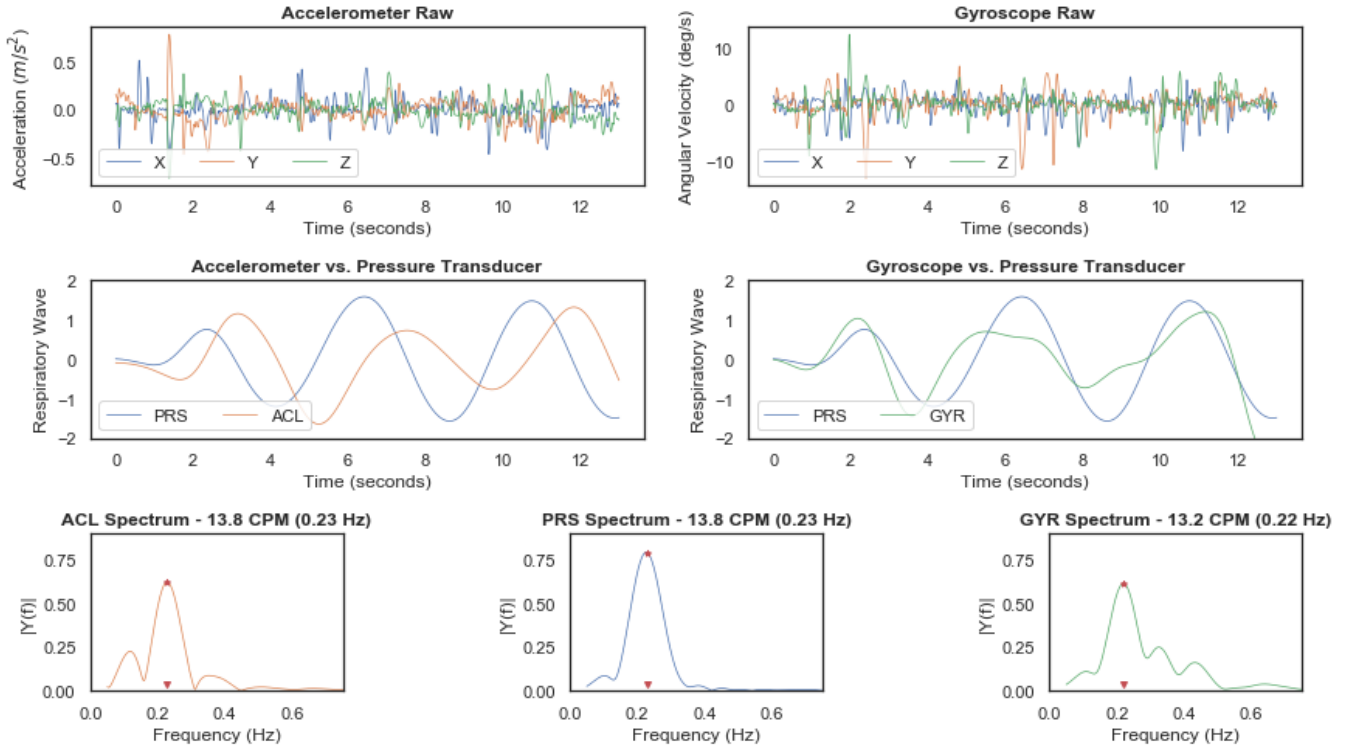 Accelerometer Raw
Acceleration (m/s²)
0.5
0.0
−0.5
X Y Z
0 2 4 6 8 10 12
Time (seconds)
Gyroscope Raw
Angular Velocity (deg/s)
10
0
−10
X Y Z
0 2 4 6 8 10 12
Time (seconds)
Accelerometer vs. Pressure Transducer
Respiratory Wave
2
1
0
−1
−2
PRS ACL
0 2 4 6 8 10 12
Time (seconds)
Gyroscope vs. Pressure Transducer
Respiratory Wave
2
1
0
−1
−2
PRS GYR
0 2 4 6 8 10 12
Time (seconds)
ACL Spectrum - 13.8 CPM (0.23 Hz)
|Y(f)|
0.75
0.50
0.25
0.00
0.0 0.2 0.4 0.6
Frequency (Hz)
PRS Spectrum - 13.8 CPM (0.23 Hz)
|Y(f)|
0.75
0.50
0.25
0.00
0.0 0.2 0.4 0.6
Frequency (Hz)
GYR Spectrum - 13.2 CPM (0.22 Hz)
|Y(f)|
0.75
0.50
0.25
0.00
0.0 0.2 0.4 0.6
Frequency (Hz)